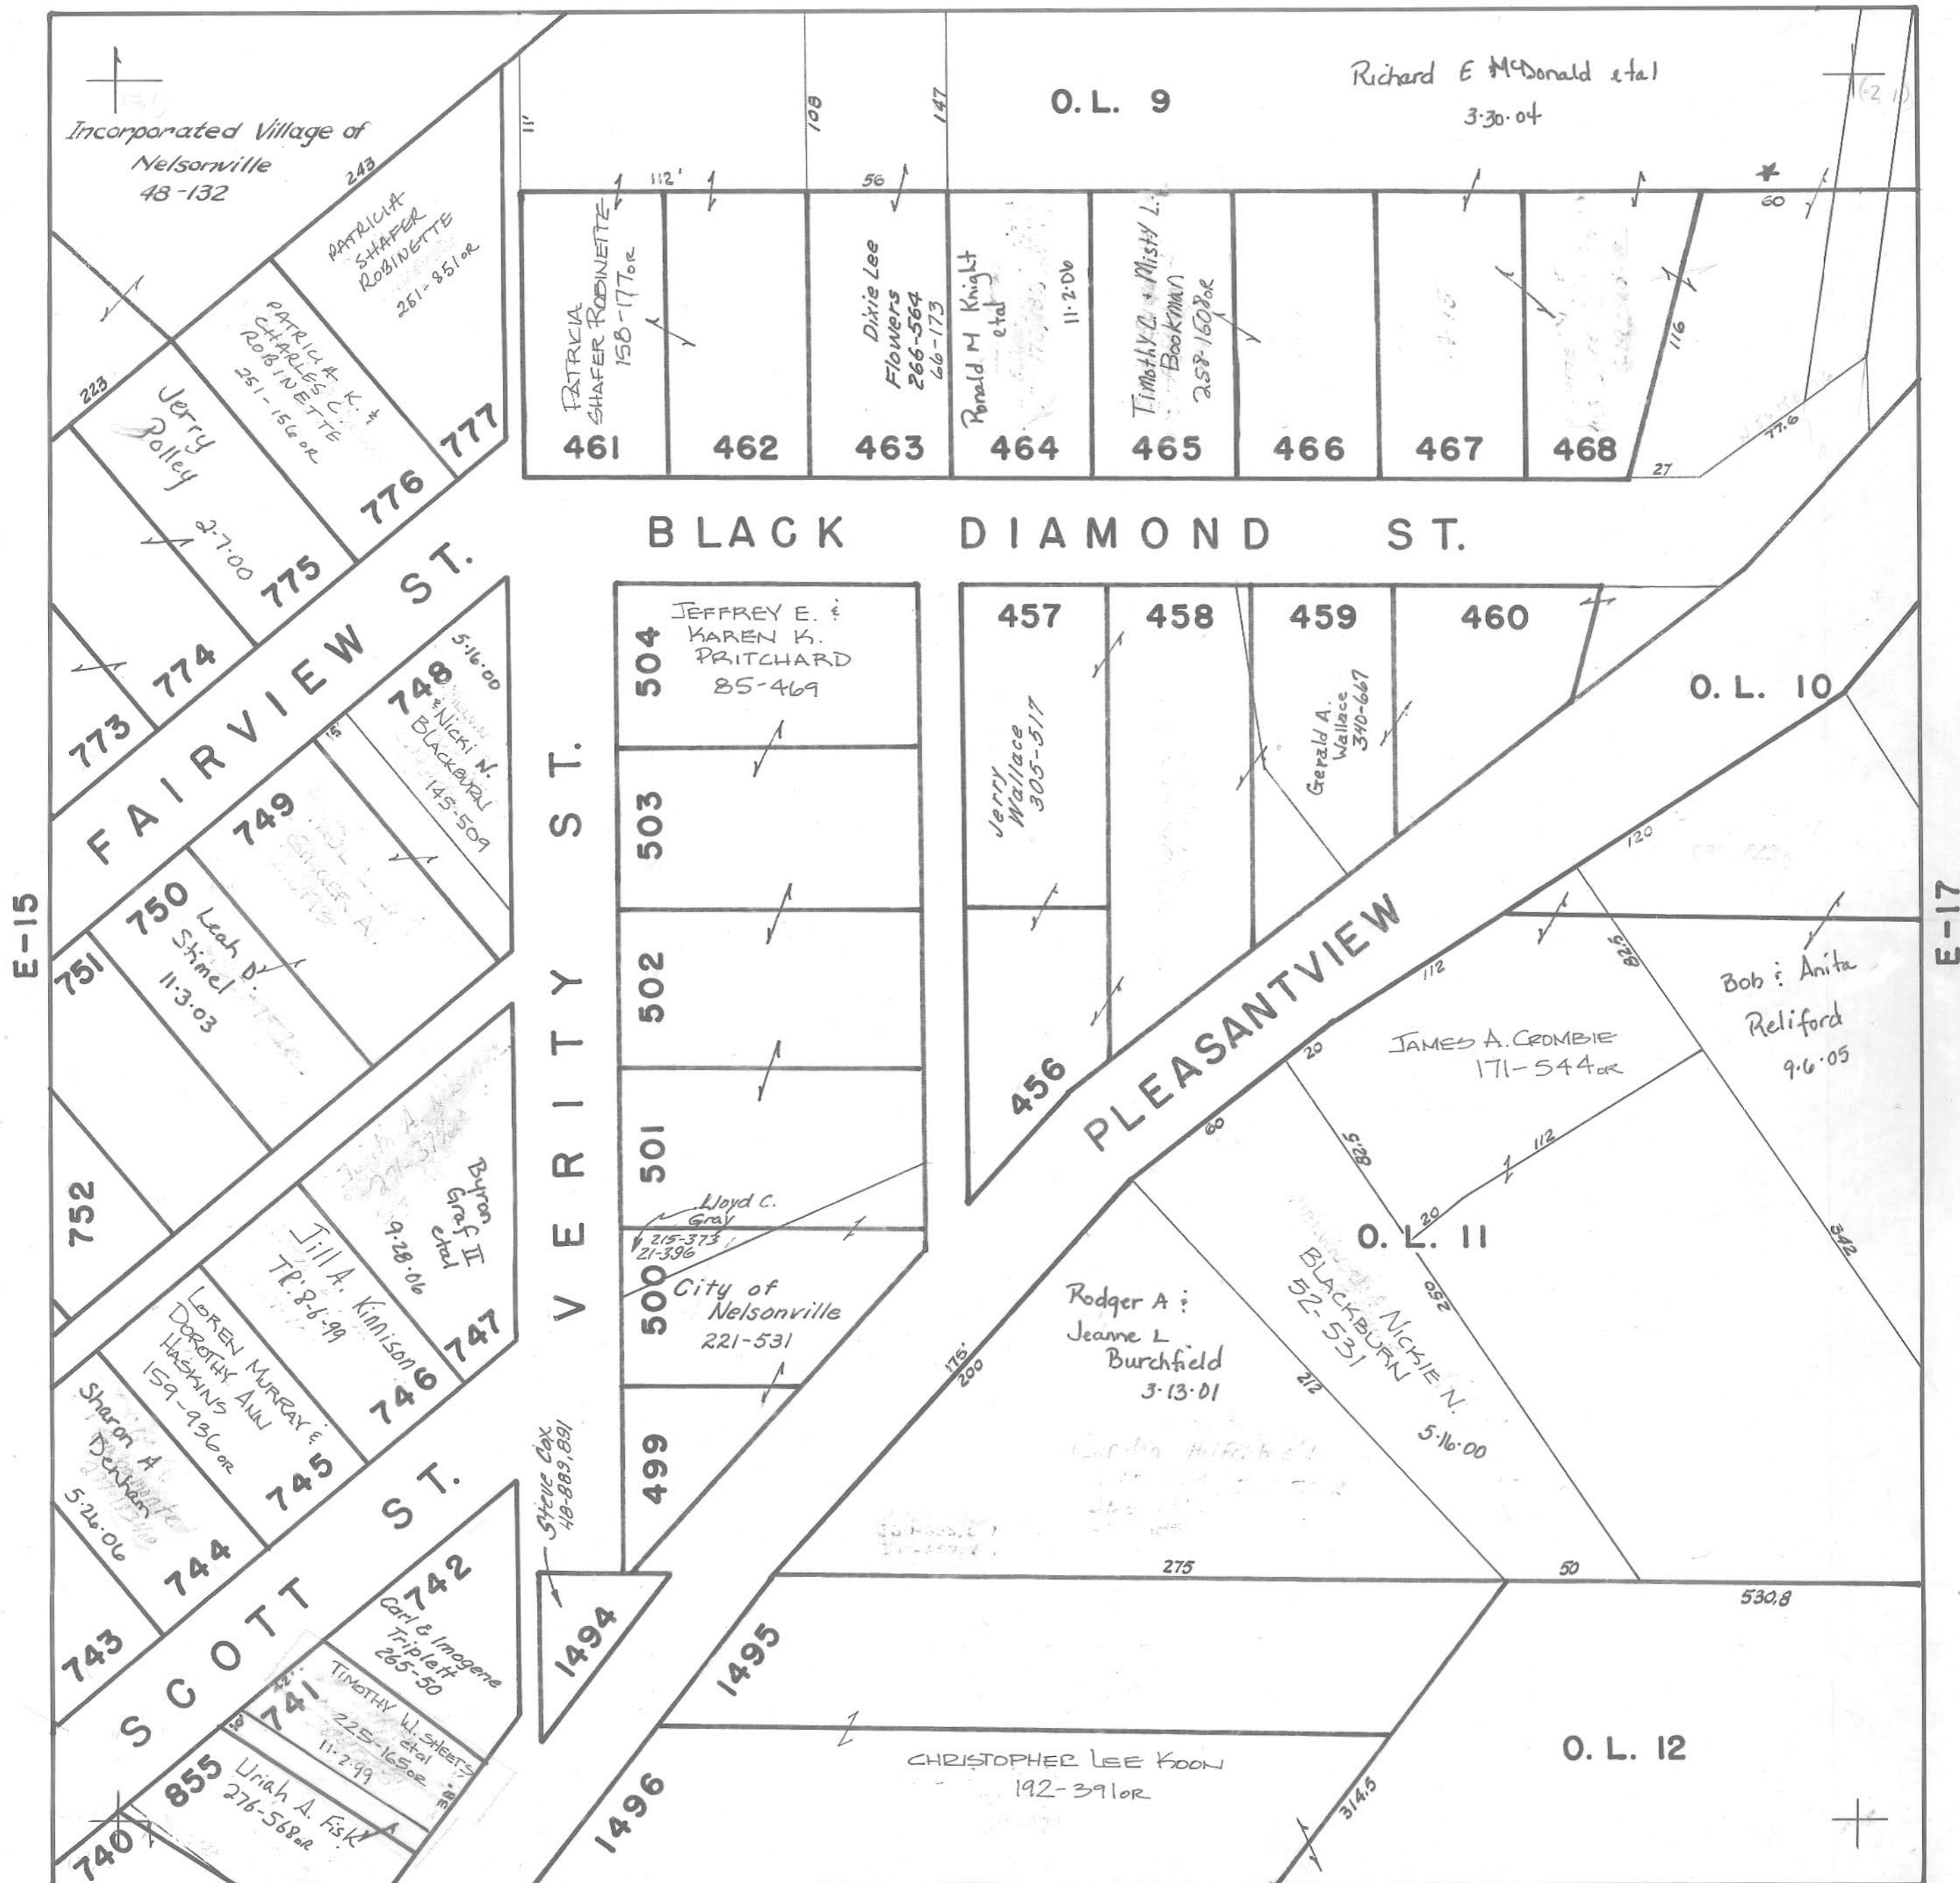 Incorporated Village of
Nelsonville
48-132
243
223
PATRICIA
SHAFER
ROBINETTE
251-851OR
777
PATRICIA K. &
CHARLES C.
ROBINETTE
251-156OR
776
Jerry
Polley
2-7-00
775
774
773
11'
108
147
O.L. 9
Richard E McDonald etal
3-30-04
112'
56
60
PATRICIA
SHAFER ROBINETTE
158-177OR
461
462
Dixie Lee
Flowers
266-564
66-173
463
Ronald M Knight
etal
11-2-06
464
Timothy C. & Misty L.
Bookman
258-1608OR
465
466
467
468
116
27
77.6
BLACK DIAMOND ST.
FAIRVIEW ST.
VERITY ST.
PLEASANTVIEW
SCOTT ST.
E-15
E-17
5-16-00
748
& Nicki N.
Blackburn
145-509
15'
749
750
Leah D.
Stimel
11-3-03
751
752
504
JEFFREY E. &
KAREN K.
PRITCHARD
85-469
503
502
501
Lloyd C.
Gray
215-373
21-396
500
City of
Nelsonville
221-531
499
457
458
459
460
Jerry
Wallace
305-517
Gerald A.
Wallace
340-667
456
O.L. 10
120
112
82.5
20
60
JAMES A. CROMBIE
171-544OR
Bob & Anita
Reliford
9-6-05
82.5
112
20
O.L. 11
250
342
NICKIE N.
BLACKBURN
52-531
5-16-00
212
Rodger A &
Jeanne L
Burchfield
3-13-01
175'
200
275
50
530.8
Byron
Graf II
etal
9-28-06
747
Jill A. Kinnison
TR. 8-6-99
746
LOREN MURRAY &
DOROTHY ANN
HASKINS
159-936OR
745
Sharon A
Denham
5-26-06
744
743
Steve Cox
48-889,891
1494
1495
1496
742
Carl & Imogene
Triplett
265-50
42'
741
TIMOTHY W. SHEETS
etal
225-165OR
11-2-99
855
Uriah A. Fisk
276-568OR
740
CHRISTOPHER LEE KOON
192-391OR
314.5
O.L. 12